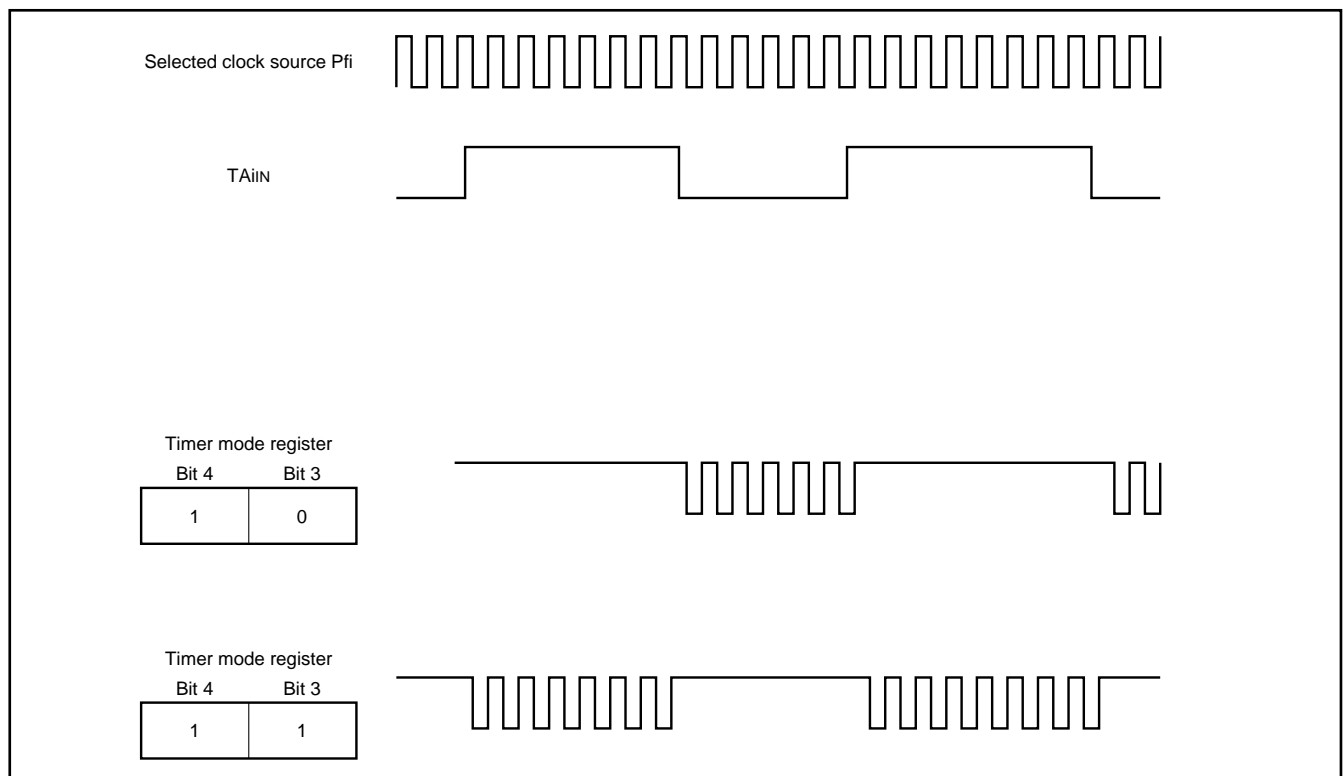 Selected clock source Pfi
TAiIN
Timer mode register
Bit 4 Bit 3
1 0
Timer mode register
Bit 4 Bit 3
1 1